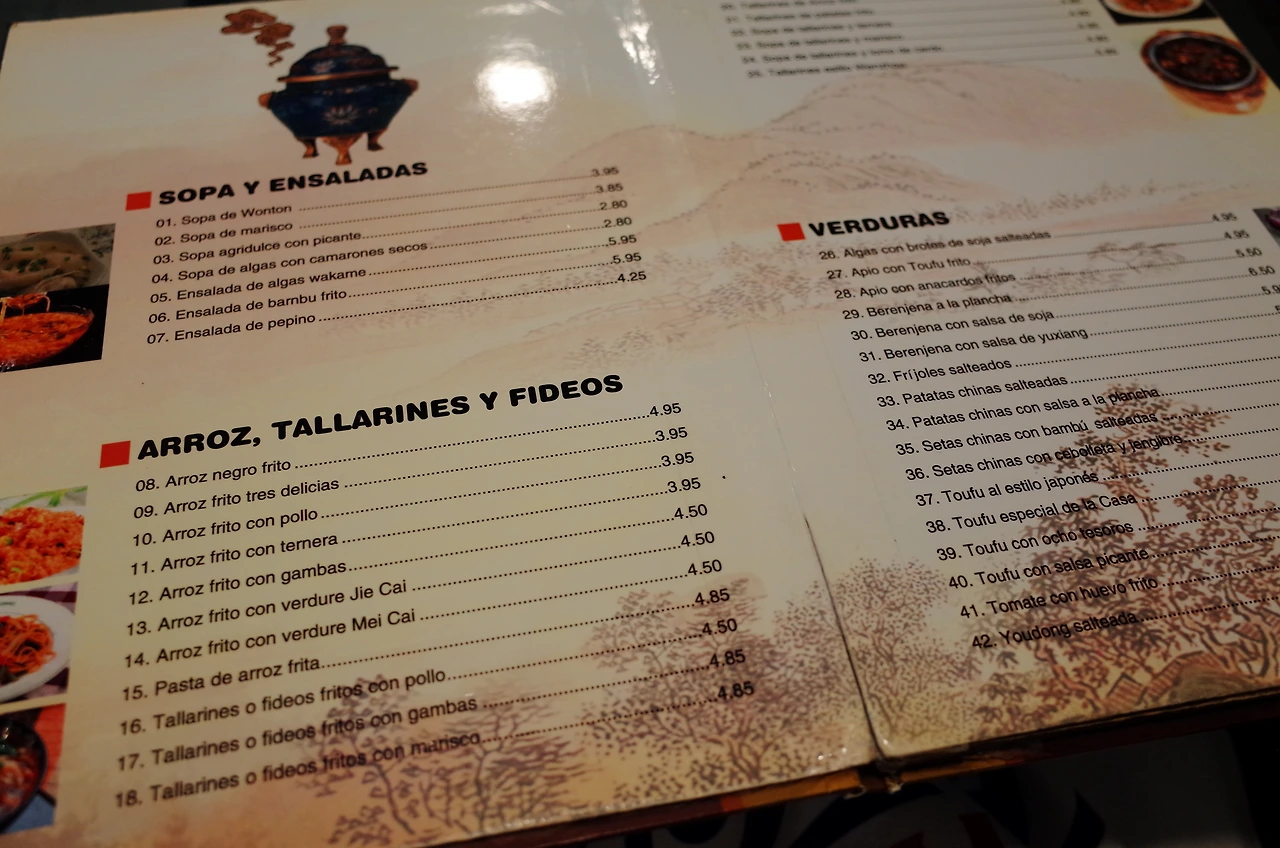 SOPA Y ENSALADAS
01. Sopa de Wonton 3.95
02. Sopa de marisco 3.85
03. Sopa agridulce con picante 2.80
04. Sopa de algas con camarones secos 2.80
05. Ensalada de algas wakame 5.95
06. Ensalada de bambu frito 5.95
07. Ensalada de pepino 4.25
ARROZ, TALLARINES Y FIDEOS
08. Arroz negro frito 4.95
09. Arroz frito tres delicias 3.95
10. Arroz frito con pollo 3.95
11. Arroz frito con ternera 3.95
12. Arroz frito con gambas 4.50
13. Arroz frito con verdure Jie Cai 4.50
14. Arroz frito con verdure Mei Cai 4.50
15. Pasta de arroz frita 4.85
16. Tallarines o fideos fritos con pollo 4.50
17. Tallarines o fideos fritos con gambas 4.85
18. Tallarines o fideos fritos con marisco 4.85
VERDURAS
26. Algas con brotes de soja salteadas 4.95
27. Apio con Toufu frito 4.95
28. Apio con anacardos fritos 5.50
29. Berenjena a la plancha 6.50
30. Berenjena con salsa de soja
31. Berenjena con salsa de yuxiang
32. Fríjoles salteados
33. Patatas chinas salteadas
34. Patatas chinas con salsa a la plancha
35. Setas chinas con bambú salteadas
36. Setas chinas con cebolleta y jengibre
37. Toufu al estilo japonés
38. Toufu especial de la Casa
39. Toufu con ocho tesoros
40. Toufu con salsa picante
41. Tomate con huevo frito
42. Youdong salteada